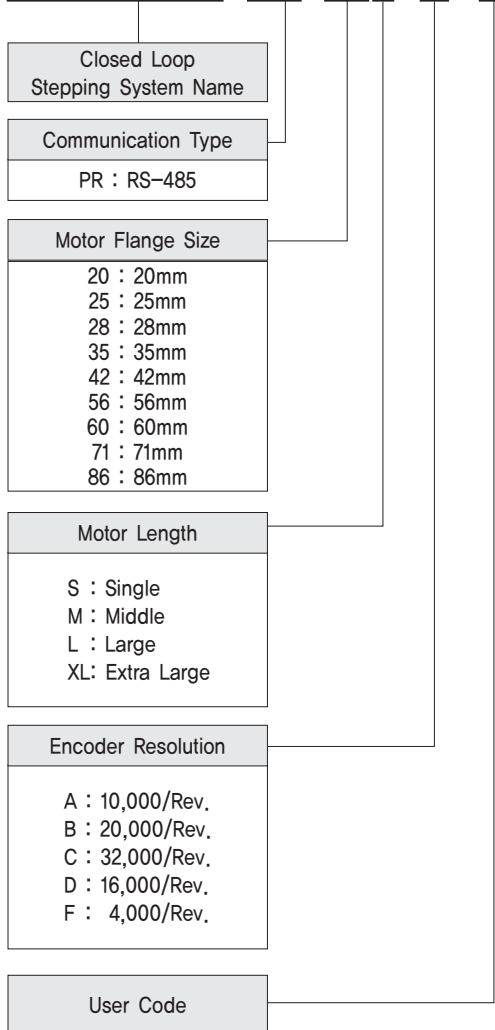 Closed Loop
Stepping System Name
Communication Type
PR : RS-485
Motor Flange Size
20 : 20mm
25 : 25mm
28 : 28mm
35 : 35mm
42 : 42mm
56 : 56mm
60 : 60mm
71 : 71mm
86 : 86mm
Motor Length
S : Single
M : Middle
L : Large
XL: Extra Large
Encoder Resolution
A : 10,000/Rev.
B : 20,000/Rev.
C : 32,000/Rev.
D : 16,000/Rev.
F : 4,000/Rev.
User Code